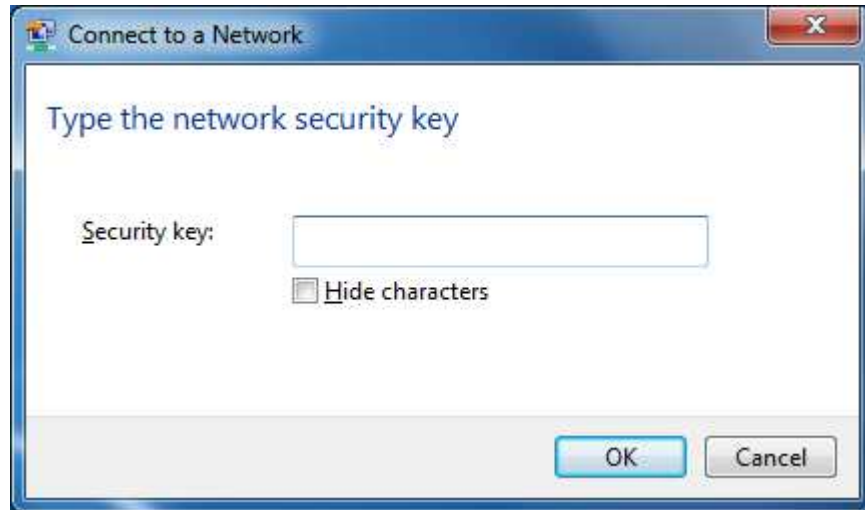 Connect to a Network
Type the network security key
Security key:
Hide characters
OK Cancel